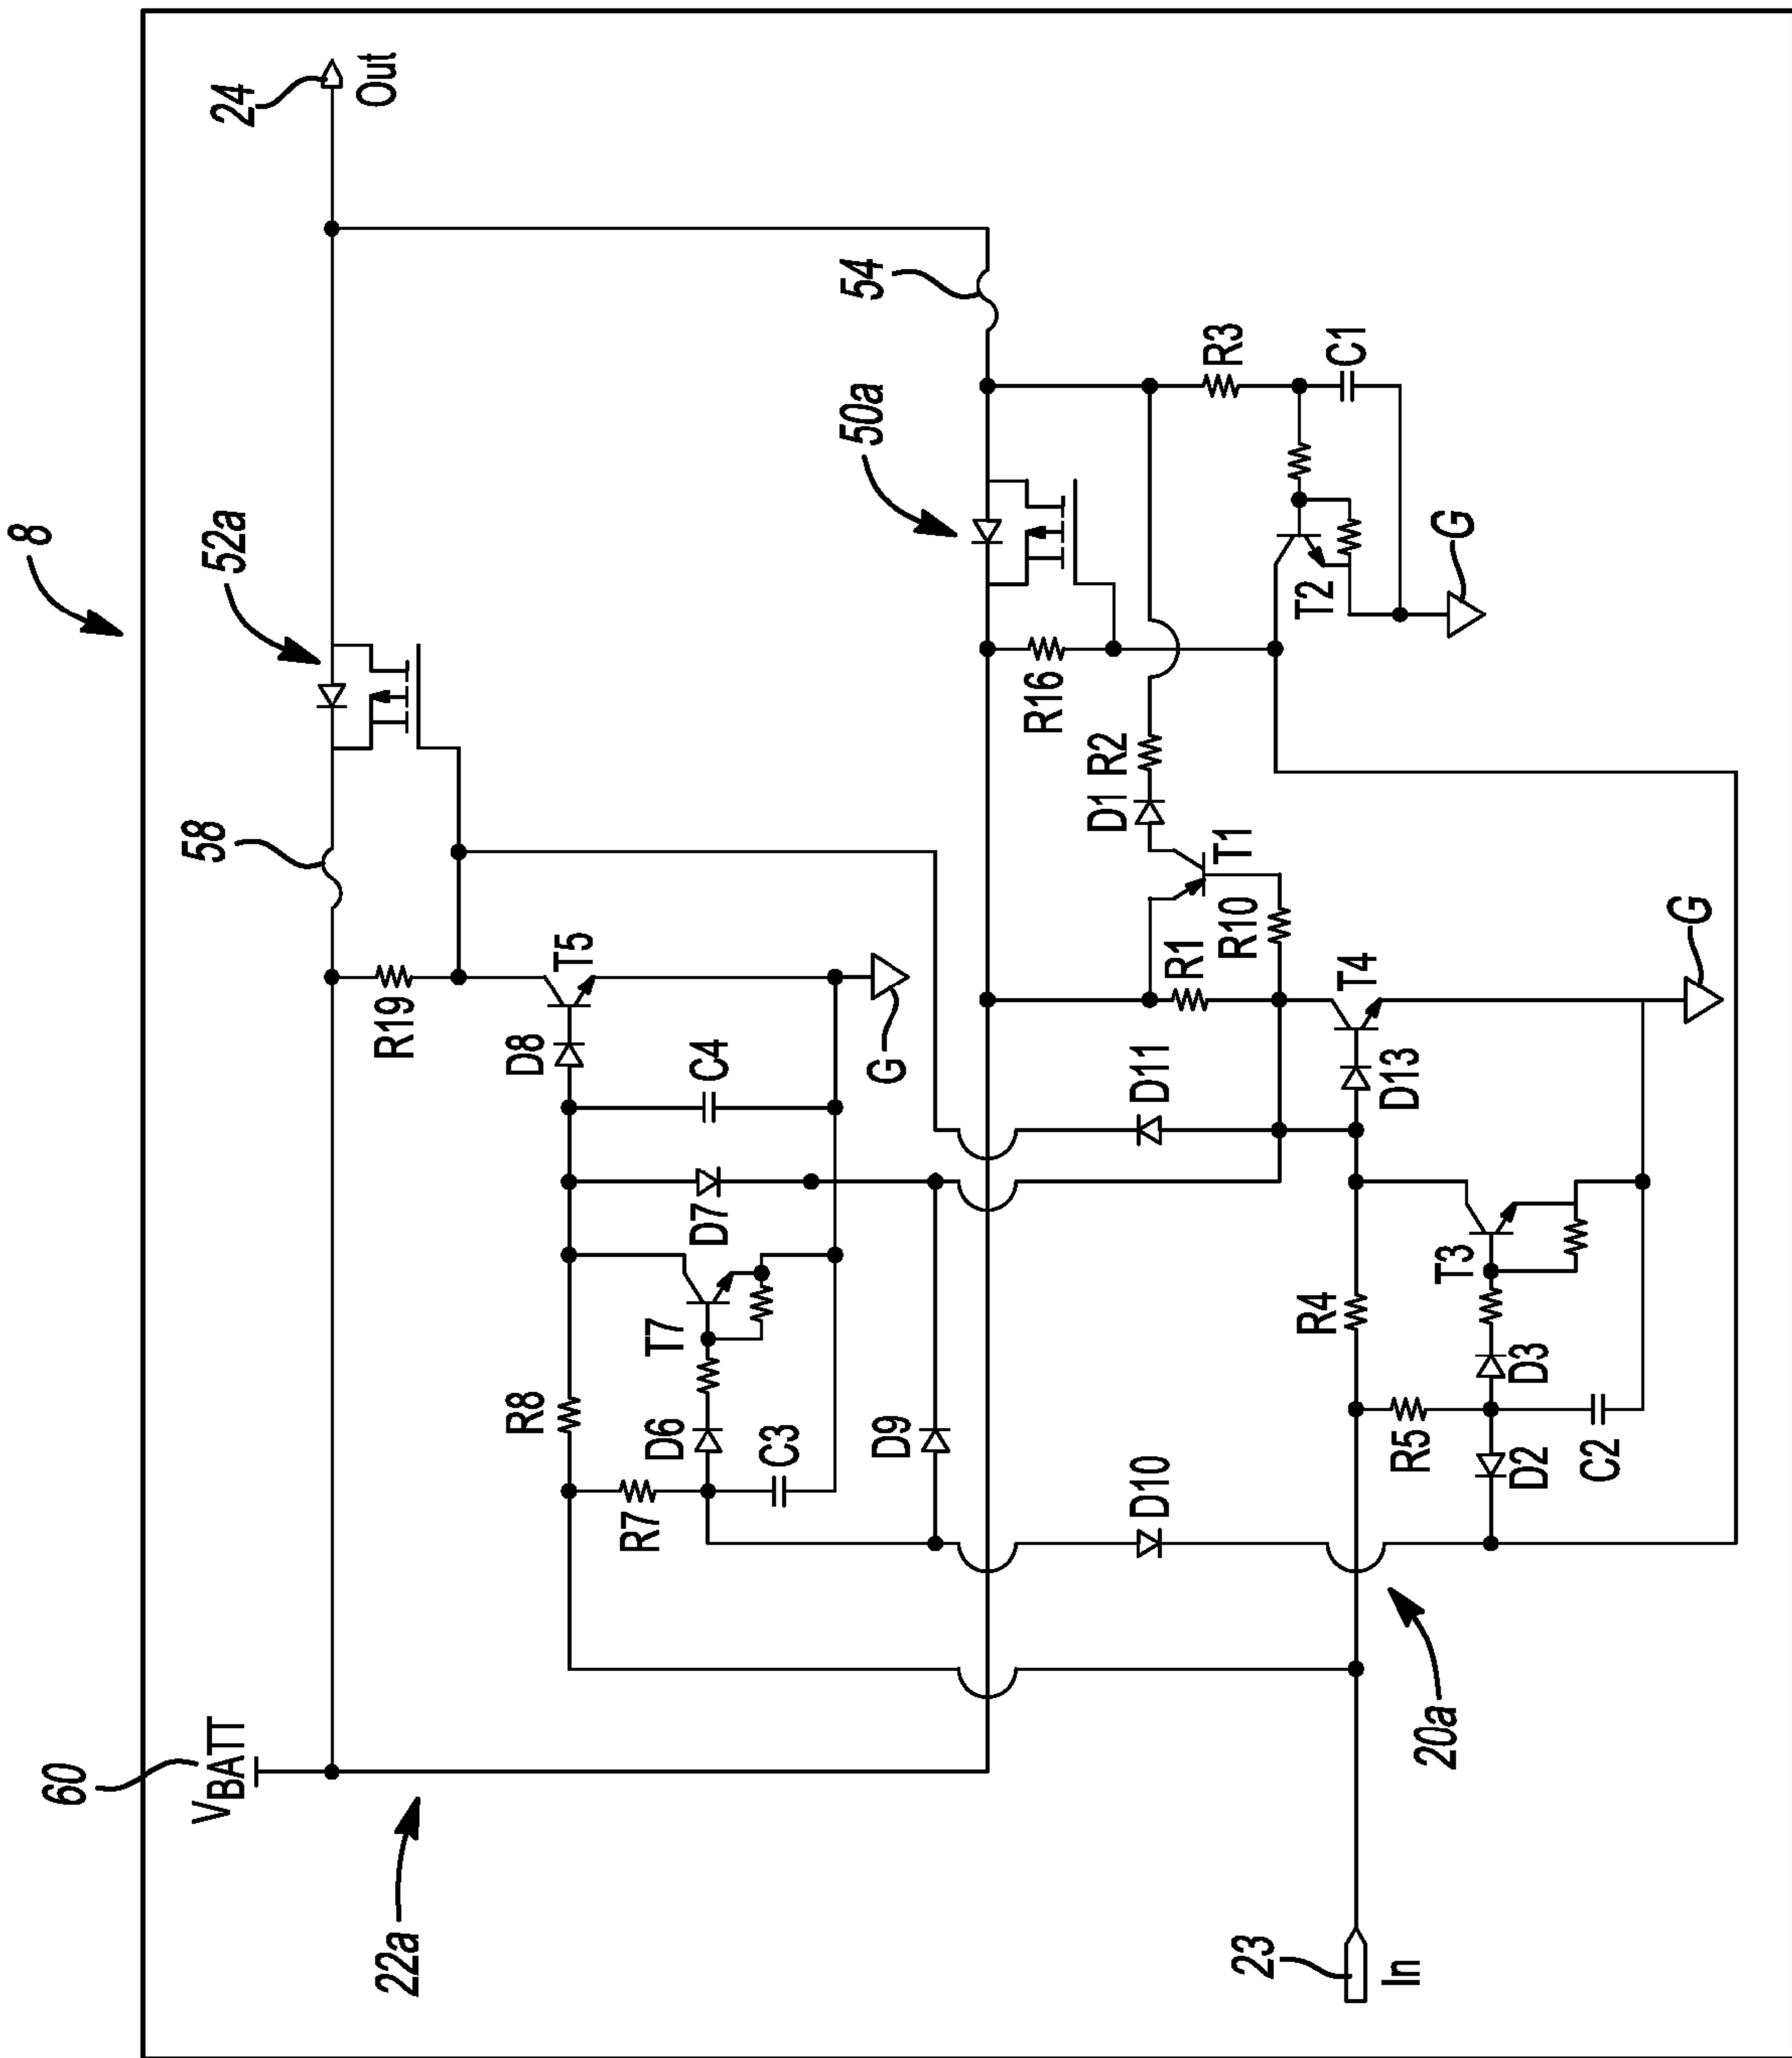 8
24
Out
52a
58
54
50a
R3
C1
R16
T2
G
D1 R2
T1
R10
R1
T4
G
R19
T5
D8
C4
G
D11
D13
D7
T7
T3
R4
R8
D6
C3
D9
D3
R5
D2
C2
R7
D10
20a
60
VBATT
22a
23
In